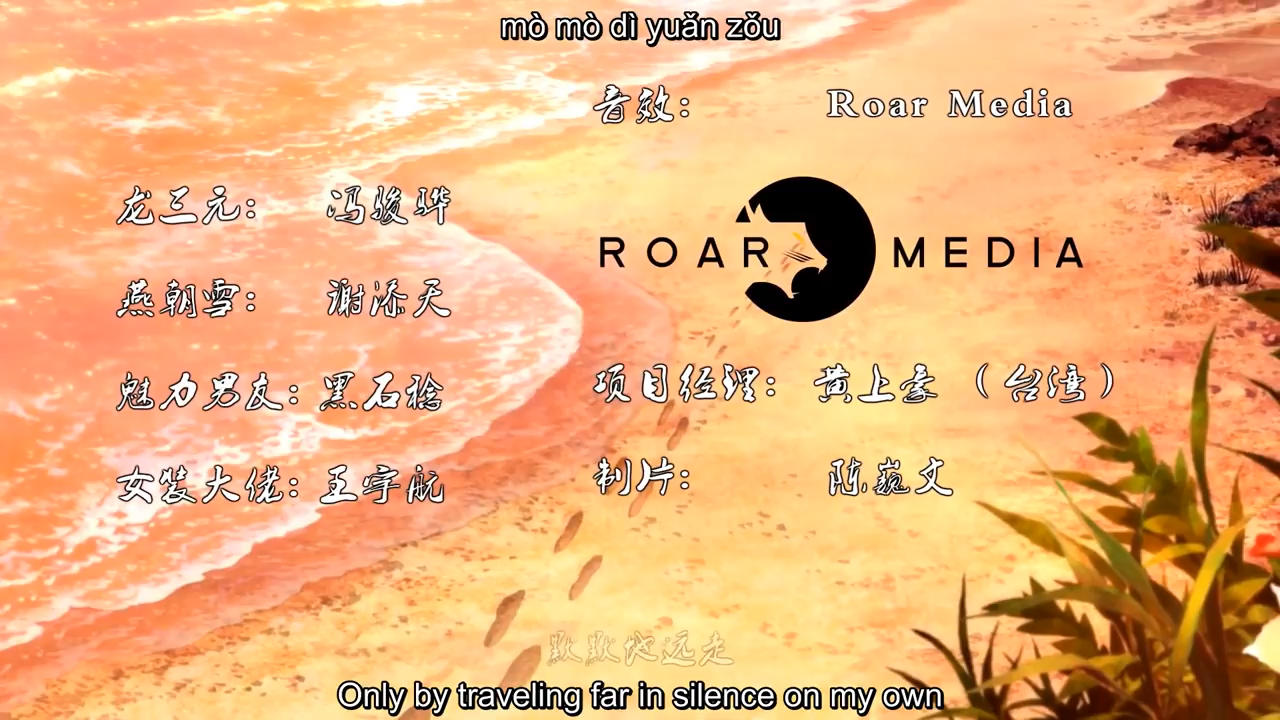 mò mò dì yuǎn zǒu
音效: Roar Media
龙三元: 冯骏骅
ROAR MEDIA
燕朝雪: 谢添天
魅力男友: 黑石稔
项目经理: 黄上豪 (台湾)
女装大佬: 王宇航
制片: 陈巍文
默默地远走
Only by traveling far in silence on my own